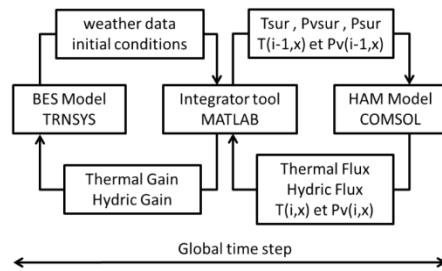 weather data
initial conditions
Tsur , Pvsur , Psur
T(i-1,x) et Pv(i-1,x)
BES Model
TRNSYS
Integrator tool
MATLAB
HAM Model
COMSOL
Thermal Gain
Hydric Gain
Thermal Flux
Hydric Flux
T(i,x) et Pv(i,x)
Global time step